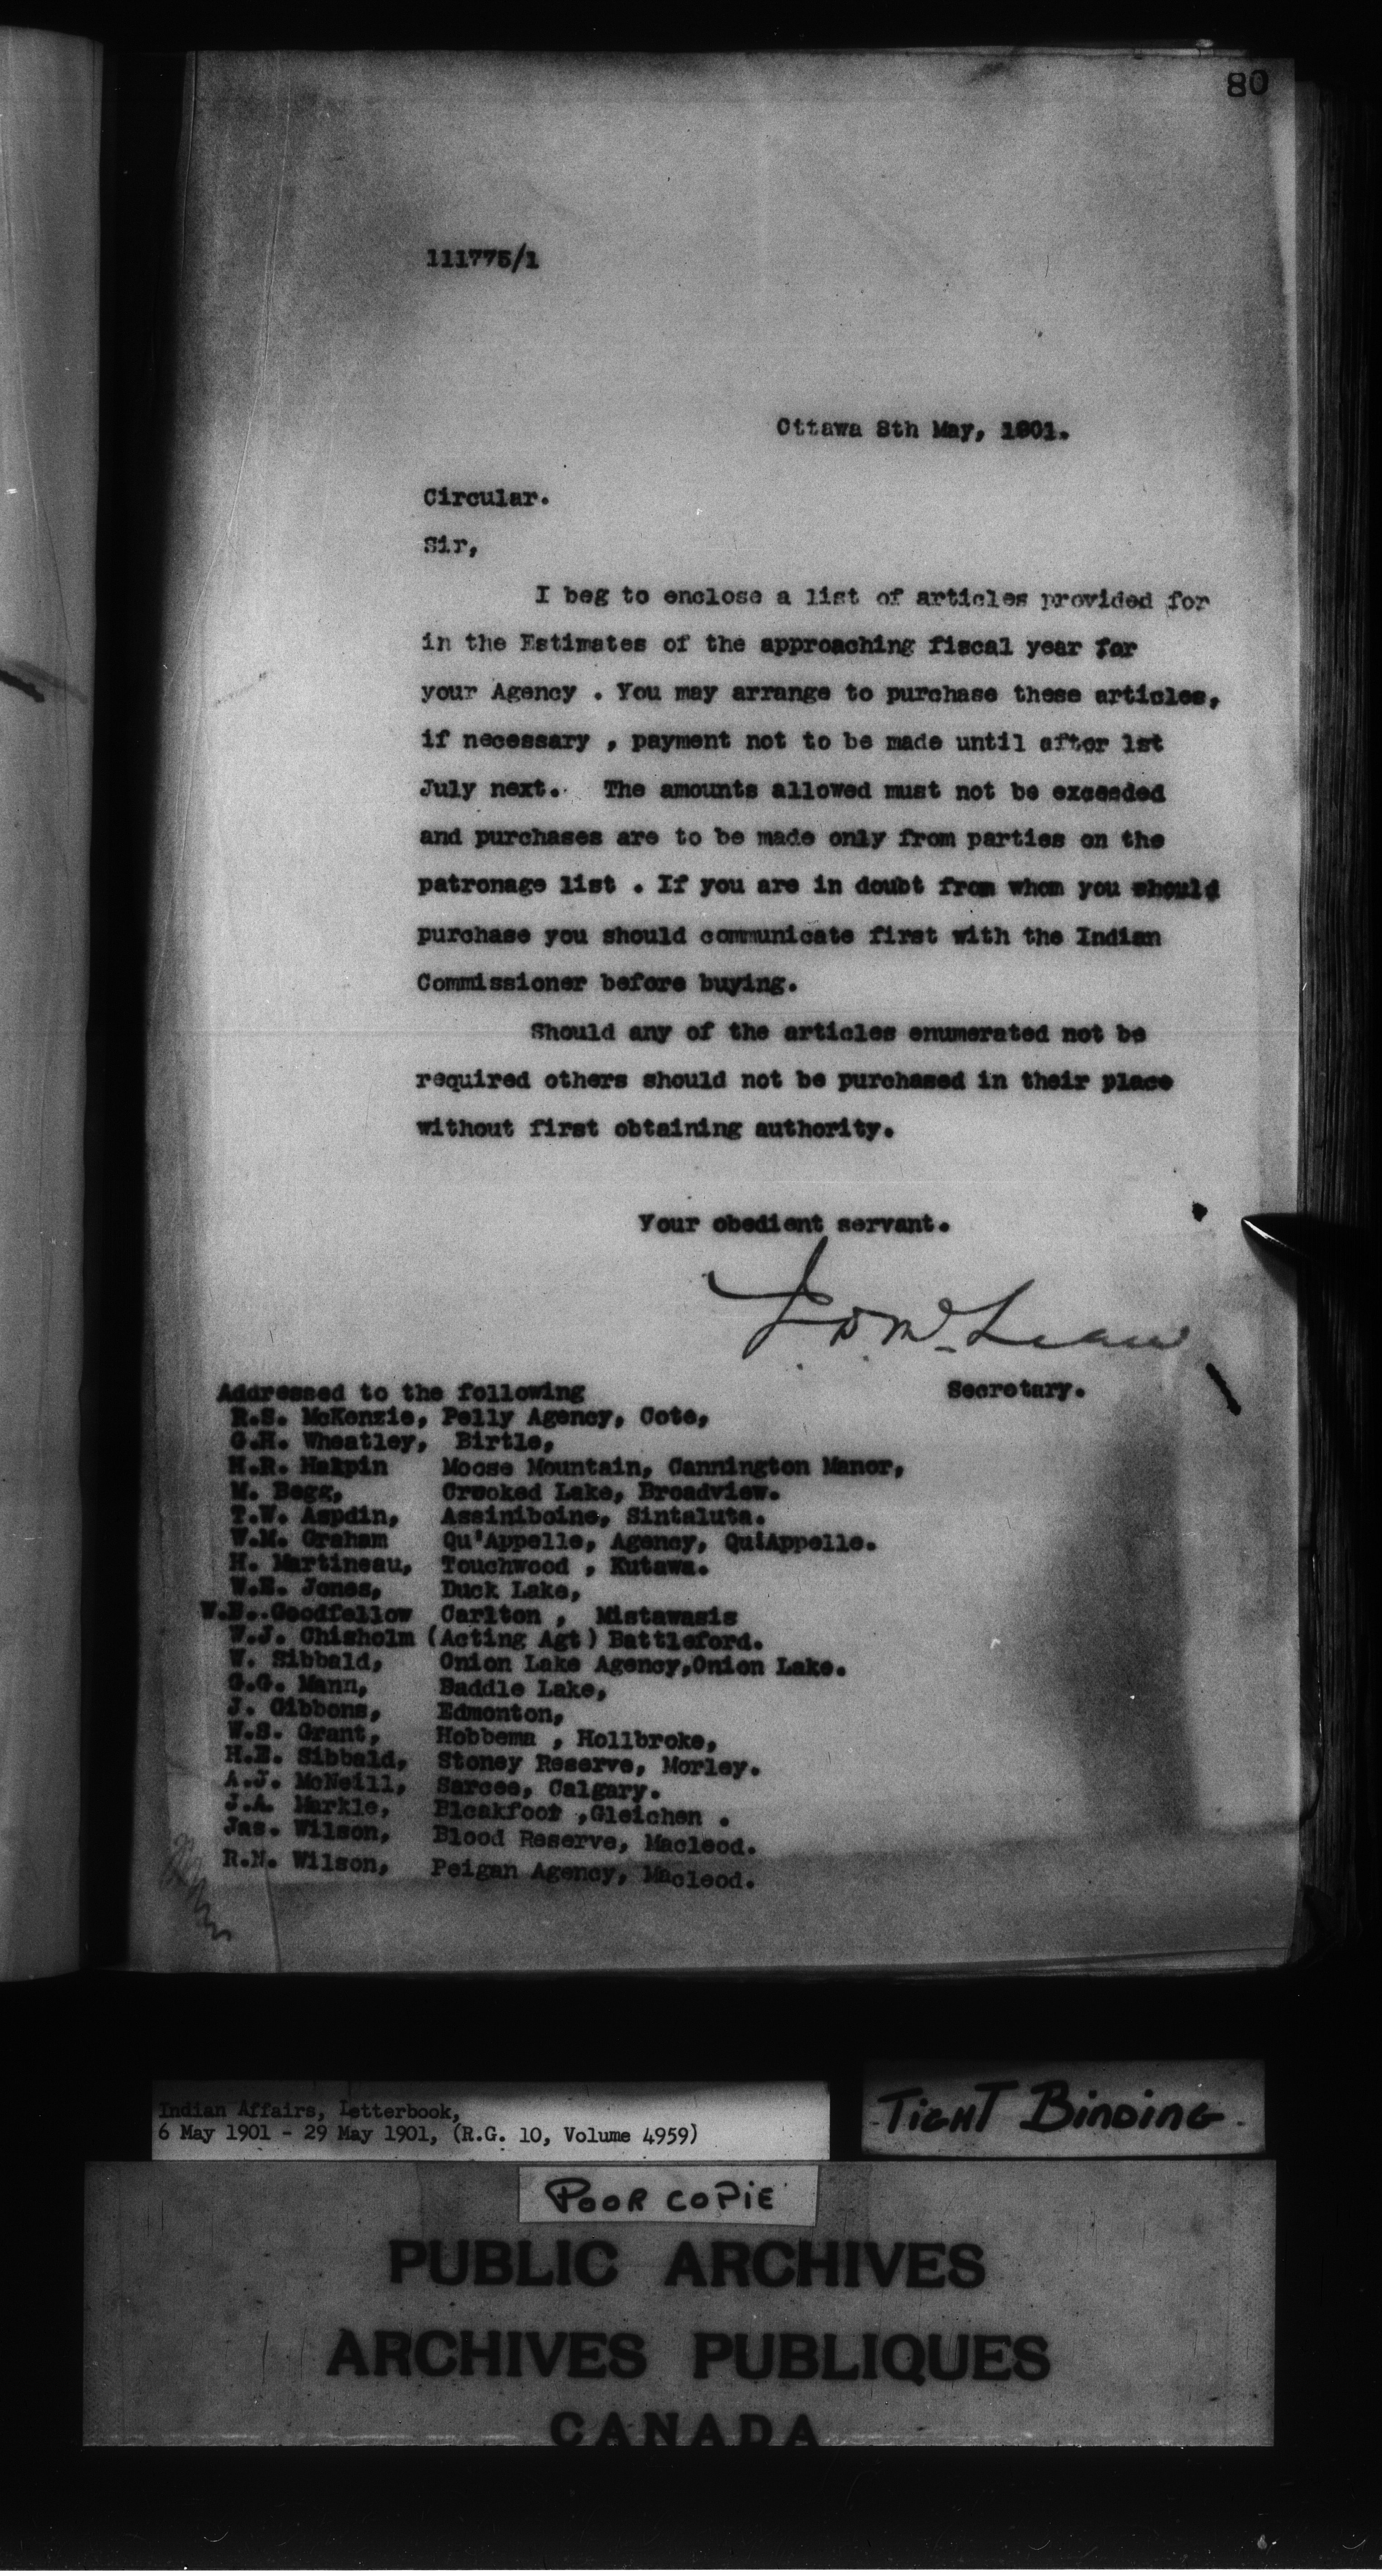 80
111775/1
Ottawa 8th May, 1901.
Circular.
Sir,
I beg to enclose a list of articles provided for
in the Estimates of the approaching fiscal year for
your Agency . You may arrange to purchase these articles,
if necessary , payment not to be made until after 1st
July next. The amounts allowed must not be exceeded
and purchases are to be made only from parties on the
patronage list . If you are in doubt from whom you should
purchase you should communicate first with the Indian
Commissioner before buying.
Should any of the articles enumerated not be
required others should not be purchased in their place
without first obtaining authority.
Your obedient servant.
J. D. McLean
Secretary.
Addressed to the following
R.S. McKenzie, Pelly Agency, Cote,
G.H. Wheatley, Birtle,
H.R. Halpin Moose Mountain, Cannington Manor,
M. Begg, Crooked Lake, Broadview.
T.W. Aspdin, Assiniboine, Sintaluta.
W.M. Graham Qu'Appelle, Agency, Qu'Appelle.
H. Martineau, Touchwood , Kutawa.
W.E. Jones, Duck Lake,
W.B. Goodfellow Carlton , Mistawasis
W.J. Chisholm (Acting Agt) Battleford.
W. Sibbald, Onion Lake Agency,Onion Lake.
G.G. Mann, Saddle Lake,
J. Gibbons, Edmonton,
W.S. Grant, Hobbema , Hollbroke,
H.E. Sibbald, Stoney Reserve, Morley.
A.J. McNeill, Sarcee, Calgary.
J.A. Markle, Bleakfoot ,Gleichen .
Jas. Wilson, Blood Reserve, Macleod.
R.N. Wilson, Peigan Agency, Macleod.
Indian Affairs, Letterbook,
6 May 1901 - 29 May 1901, (R.G. 10, Volume 4959)
TIGHT BINDING.
POOR COPIE
PUBLIC ARCHIVES
ARCHIVES PUBLIQUES
CANADA